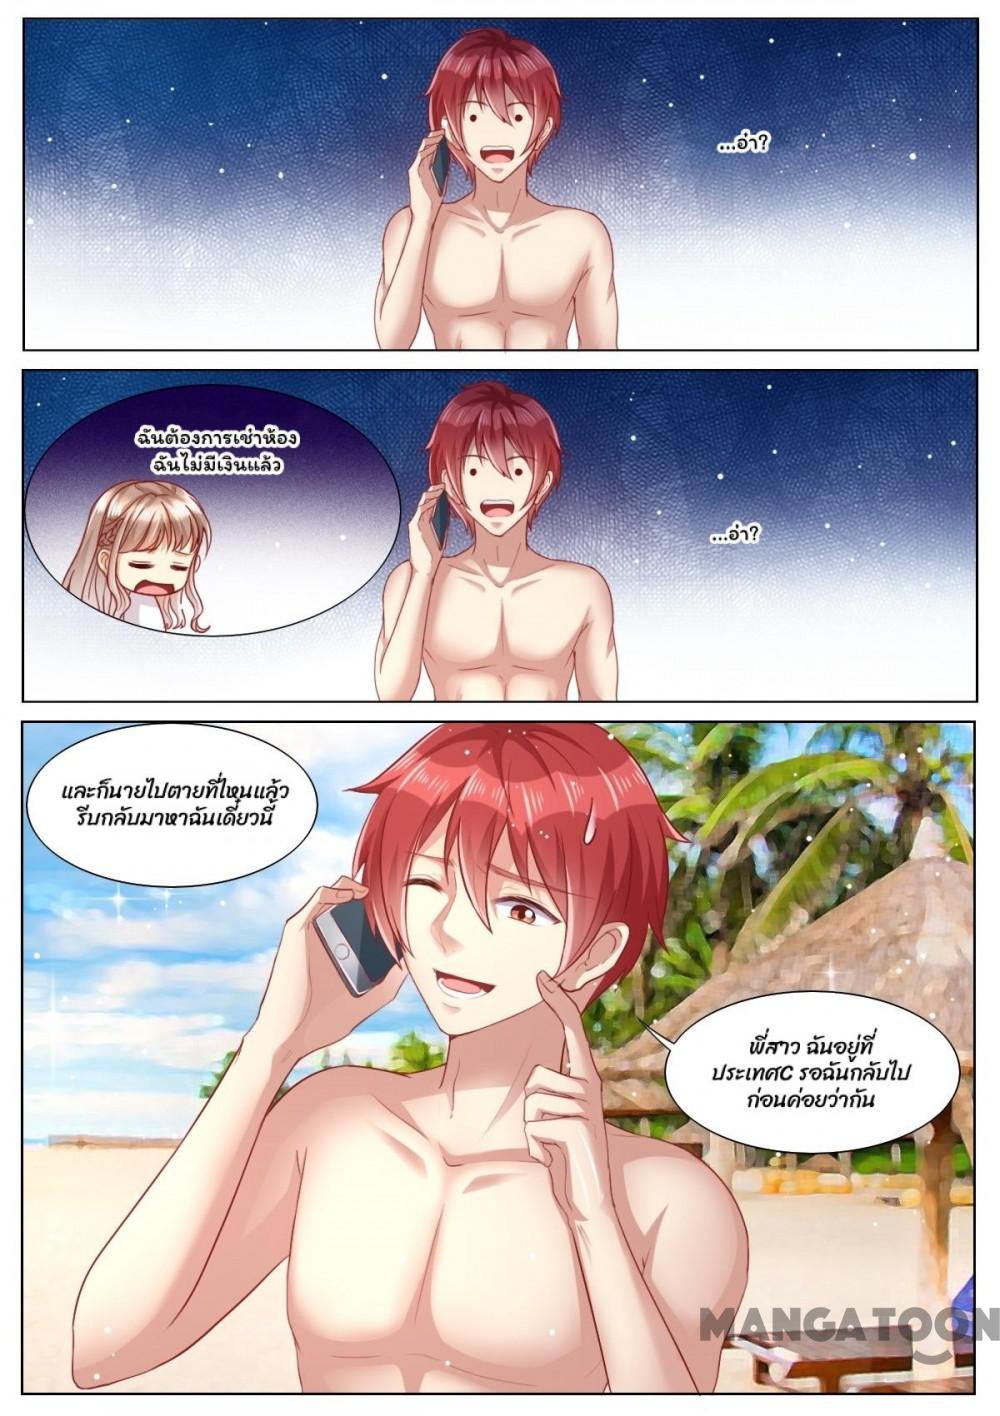 ...อ๋า?
ฉันต้องการเช่าห้อง
ฉันไม่มีเงินแล้ว
...อ๋า?
และก็นายไปตายที่ไหนแล้ว
รีบกลับมาหาฉันเดี๋ยวนี้
พี่สาว ฉันอยู่ที่
ประเทศC รอฉันกลับไป
ก่อนค่อยว่ากัน
MANGATOON